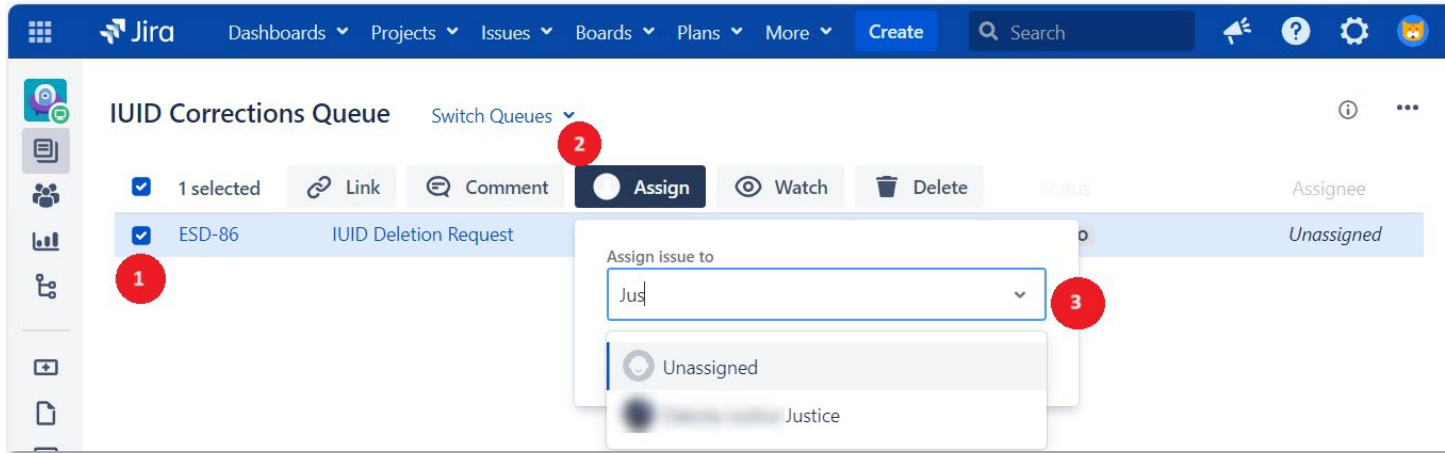 Jira Dashboards Projects Issues Boards Plans More Create Search
IUID Corrections Queue Switch Queues
2
1 selected Link Comment Assign Watch Delete Status Assignee
ESD-86 IUID Deletion Request O Unassigned
1
Assign issue to
Jus
3
Unassigned
Justice